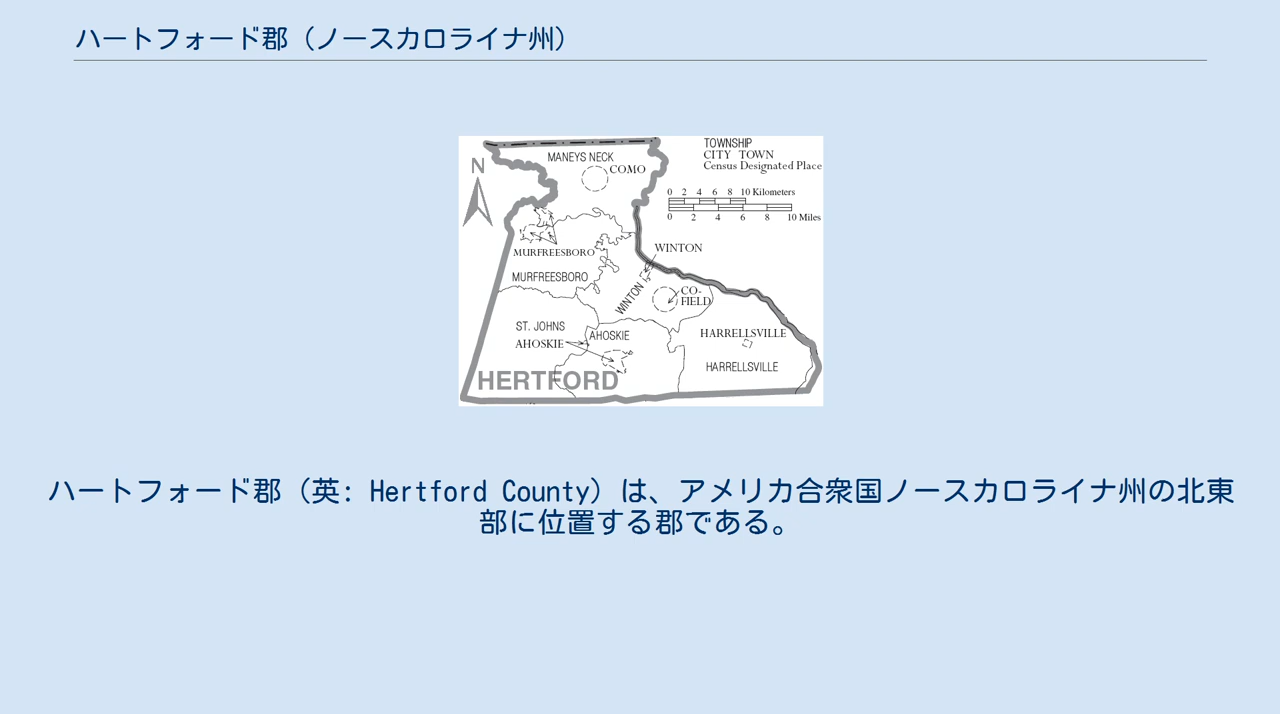 ハートフォード郡（ノースカロライナ州）
TOWNSHIP
CITY TOWN
Census Designated Place
N
MANEYS NECK
COMO
0 2 4 6 8 10 Kilometers
0 2 4 6 8 10 Miles
MURFREESBORO
WINTON
MURFREESBORO
WINTON
CO-
FIELD
ST. JOHNS
AHOSKIE
AHOSKIE
HARRELLSVILLE
HARRELLSVILLE
HERTFORD
ハートフォード郡（英: Hertford County）は、アメリカ合衆国ノースカロライナ州の北東
部に位置する郡である。